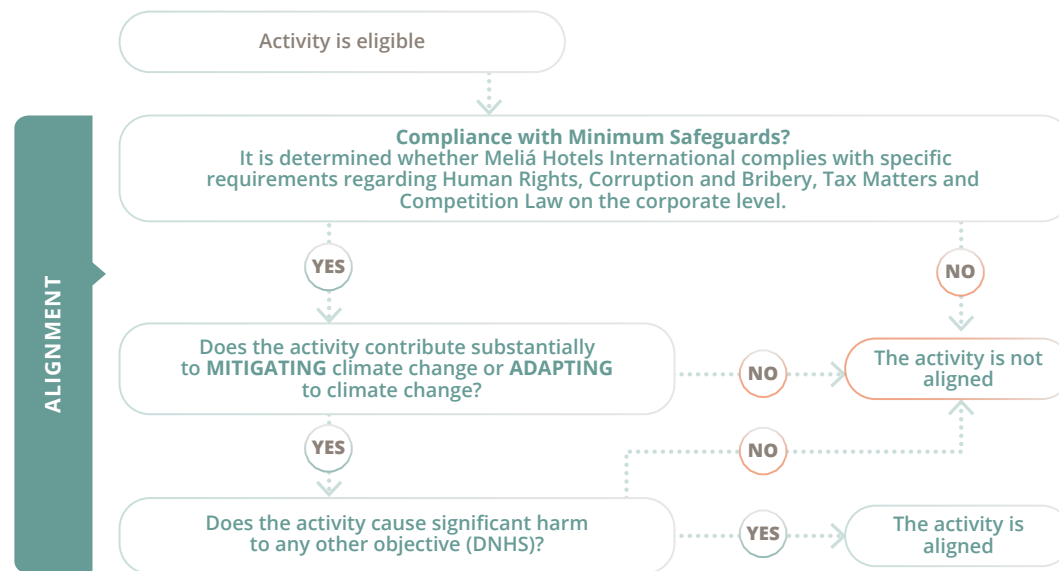 Activity is eligible
ALIGNMENT
Compliance with Minimum Safeguards?
It is determined whether Meliá Hotels International complies with specific
requirements regarding Human Rights, Corruption and Bribery, Tax Matters and
Competition Law on the corporate level.
YES
NO
Does the activity contribute substantially
to MITIGATING climate change or ADAPTING
to climate change?
NO
The activity is not
aligned
YES
NO
Does the activity cause significant harm
to any other objective (DNHS)?
YES
The activity is
aligned